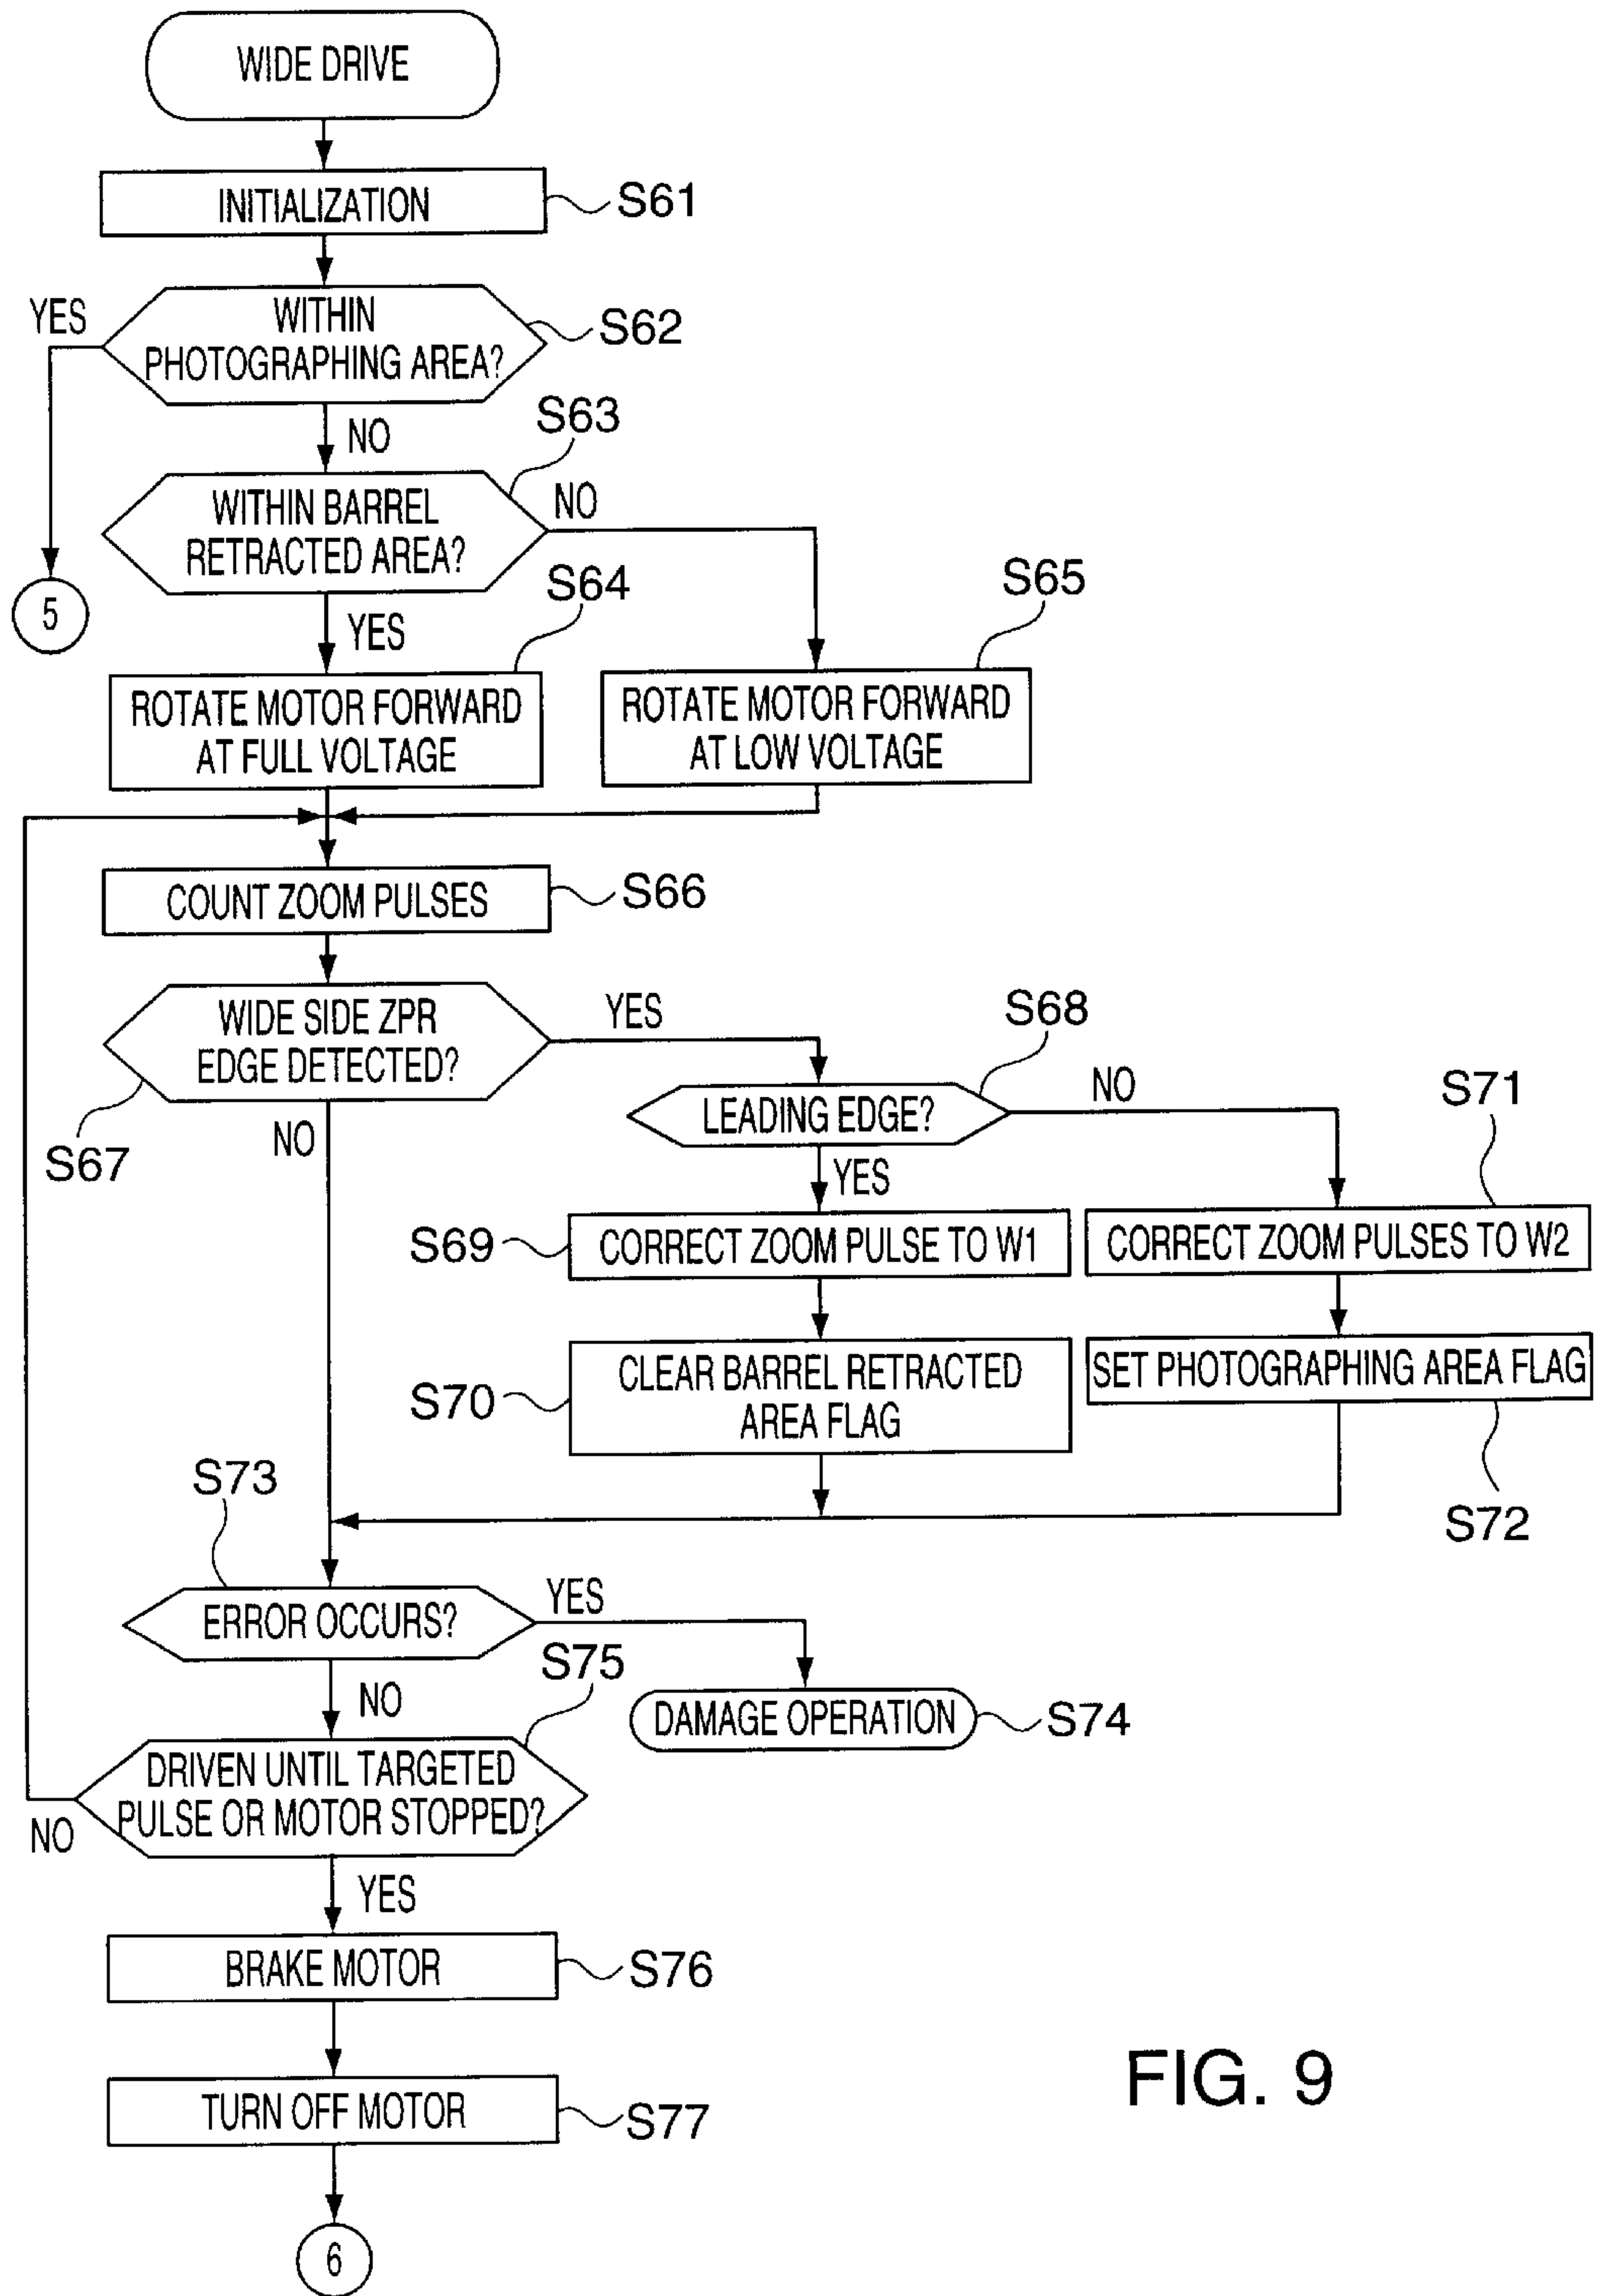 WIDE DRIVE
INITIALIZATION
S61
YES
WITHIN
PHOTOGRAPHING AREA?
S62
NO
S63
WITHIN BARREL
RETRACTED AREA?
NO
5
YES
S64
S65
ROTATE MOTOR FORWARD
AT FULL VOLTAGE
ROTATE MOTOR FORWARD
AT LOW VOLTAGE
COUNT ZOOM PULSES
S66
WIDE SIDE ZPR
EDGE DETECTED?
YES
S67
NO
S68
LEADING EDGE?
NO
S71
YES
S69
CORRECT ZOOM PULSE TO W1
CORRECT ZOOM PULSES TO W2
S70
CLEAR BARREL RETRACTED
AREA FLAG
SET PHOTOGRAPHING AREA FLAG
S72
S73
ERROR OCCURS?
YES
NO
S75
DAMAGE OPERATION
S74
DRIVEN UNTIL TARGETED
PULSE OR MOTOR STOPPED?
NO
YES
BRAKE MOTOR
S76
TURN OFF MOTOR
S77
6
FIG. 9